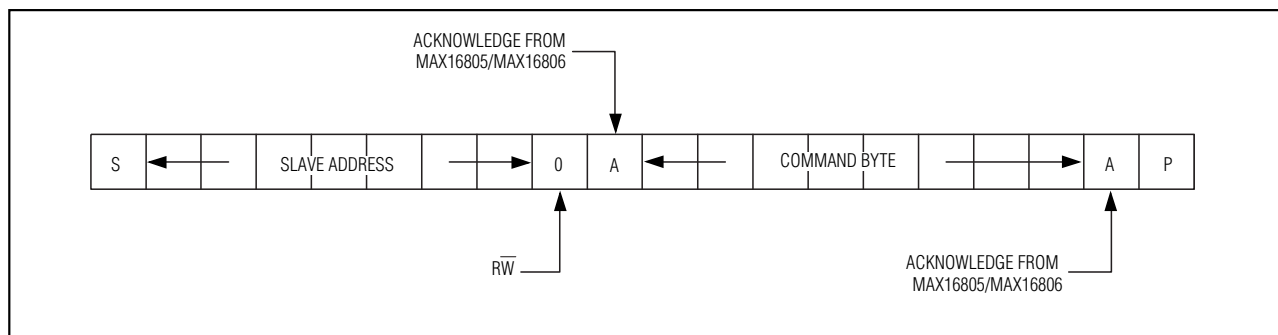 ACKNOWLEDGE FROM
MAX16805/MAX16806
S SLAVE ADDRESS 0 A COMMAND BYTE A P
RW̅
ACKNOWLEDGE FROM
MAX16805/MAX16806